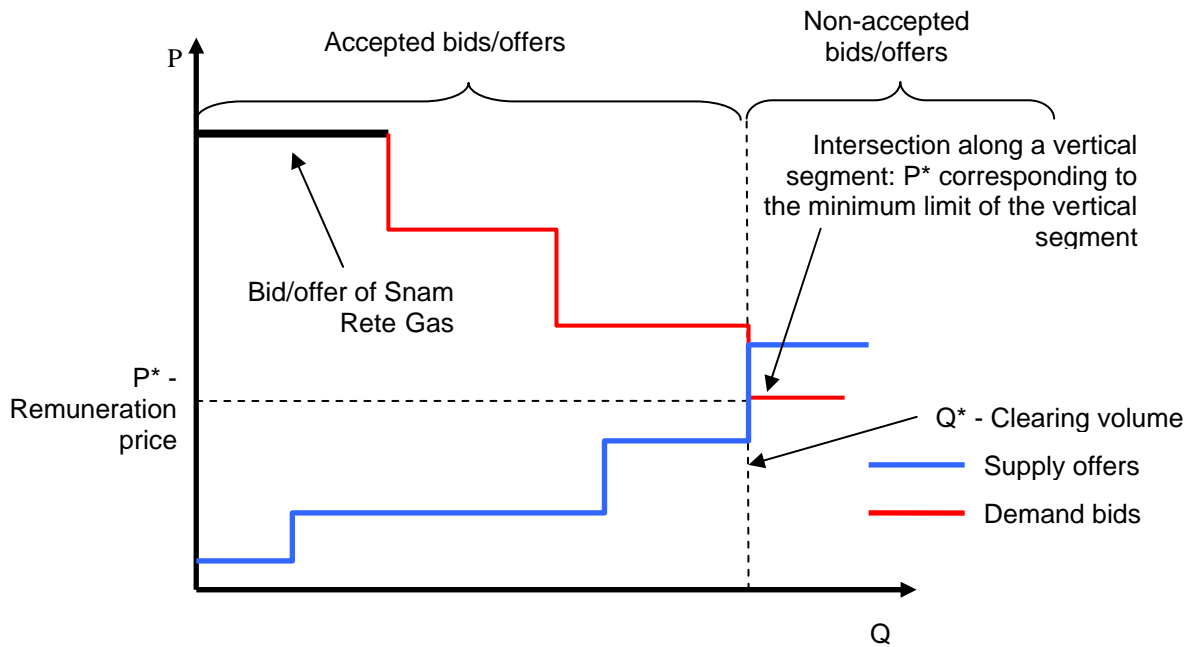 Accepted bids/offers
Non-accepted
bids/offers
P
Intersection along a vertical
segment: P* corresponding to
the minimum limit of the vertical
segment
Bid/offer of Snam
Rete Gas
P* -
Remuneration
price
Q* - Clearing volume
Supply offers
Demand bids
Q